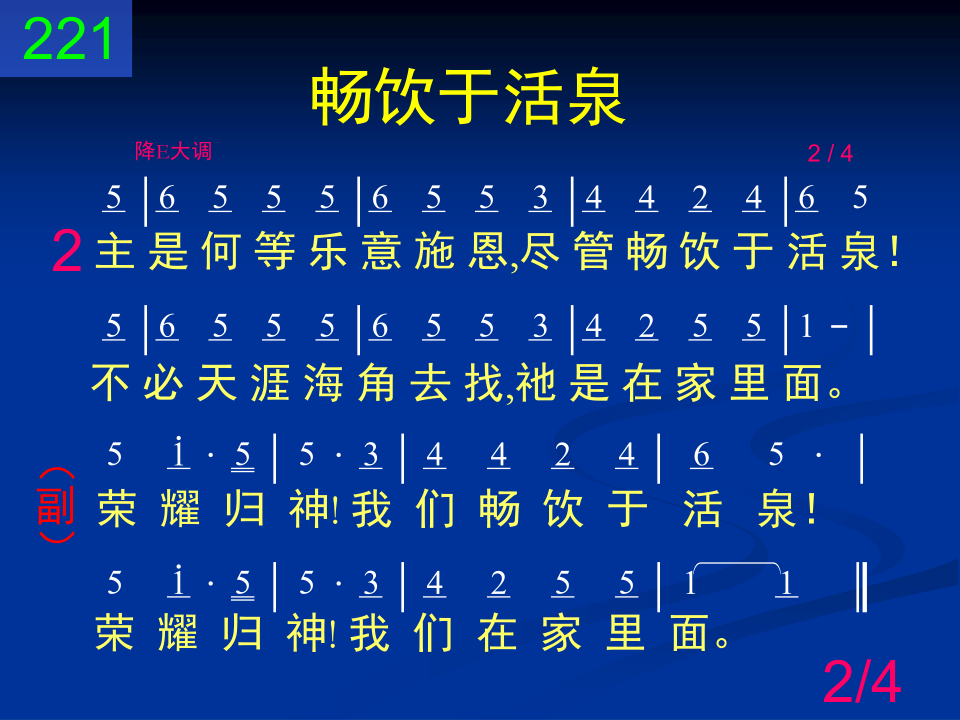 221
畅饮于活泉
降E大调 2 / 4
5 | 6 5 5 5 | 6 5 5 3 | 4 4 2 4 | 6 5
2 主 是 何 等 乐 意 施 恩,尽 管 畅 饮 于 活 泉！
5 | 6 5 5 5 | 6 5 5 3 | 4 2 5 5 | 1 - |
不 必 天 涯 海 角 去 找,祂 是 在 家 里 面。
5 i · 5 | 5 · 3 | 4 4 2 4 | 6 5 · |
（副） 荣 耀 归 神! 我 们 畅 饮 于 活 泉！
5 i · 5 | 5 · 3 | 4 2 5 5 | 1 1 ‖
荣 耀 归 神! 我 们 在 家 里 面。
2/4